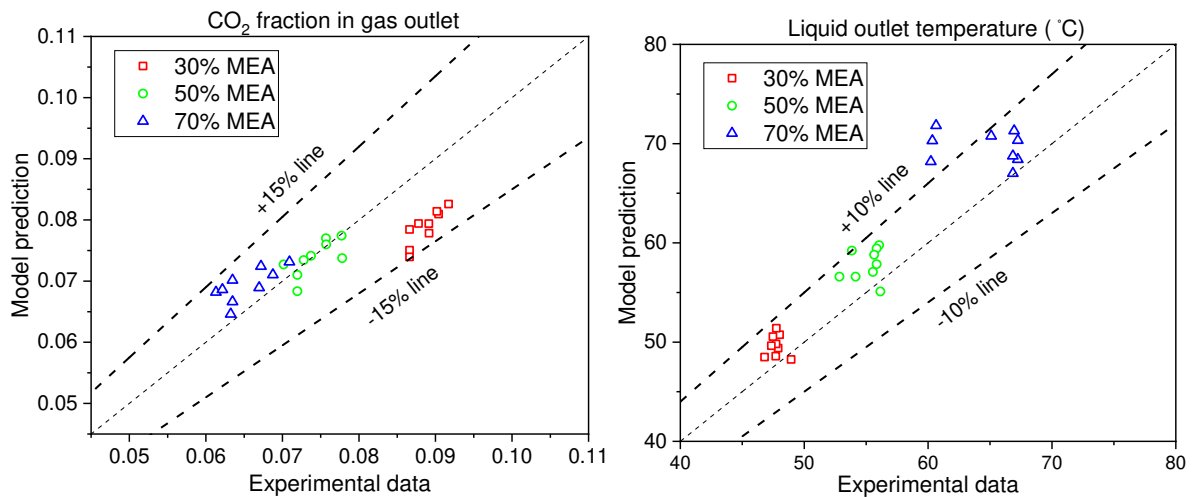 CO₂ fraction in gas outlet
0.11
0.10
0.09
0.08
0.07
0.06
0.05
Model prediction
30% MEA
50% MEA
70% MEA
+15% line
-15% line
0.05 0.06 0.07 0.08 0.09 0.10 0.11
Experimental data
Liquid outlet temperature ( °C)
80
70
60
50
40
Model prediction
30% MEA
50% MEA
70% MEA
+10% line
-10% line
40 50 60 70 80
Experimental data